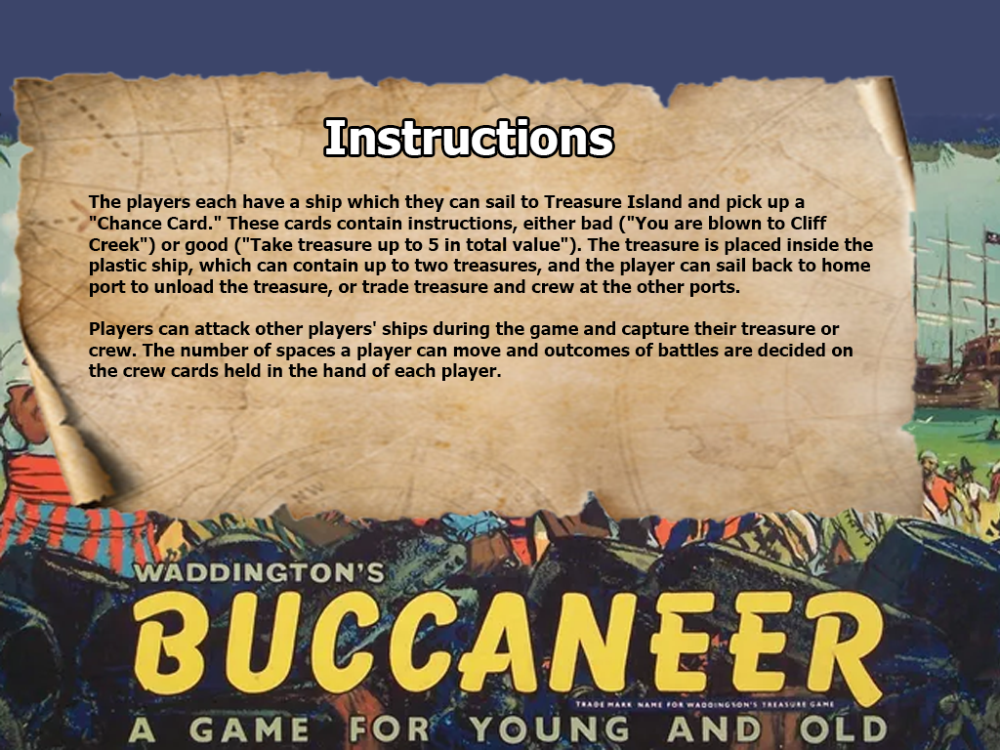 Instructions
The players each have a ship which they can sail to Treasure Island and pick up a
"Chance Card." These cards contain instructions, either bad ("You are blown to Cliff
Creek") or good ("Take treasure up to 5 in total value"). The treasure is placed inside the
plastic ship, which can contain up to two treasures, and the player can sail back to home
port to unload the treasure, or trade treasure and crew at the other ports.
Players can attack other players' ships during the game and capture their treasure or
crew. The number of spaces a player can move and outcomes of battles are decided on
the crew cards held in the hand of each player.
WADDINGTON'S
BUCCANEER
TRADE MARK NAME FOR WADDINGTON'S TREASURE GAME
A GAME FOR YOUNG AND OLD